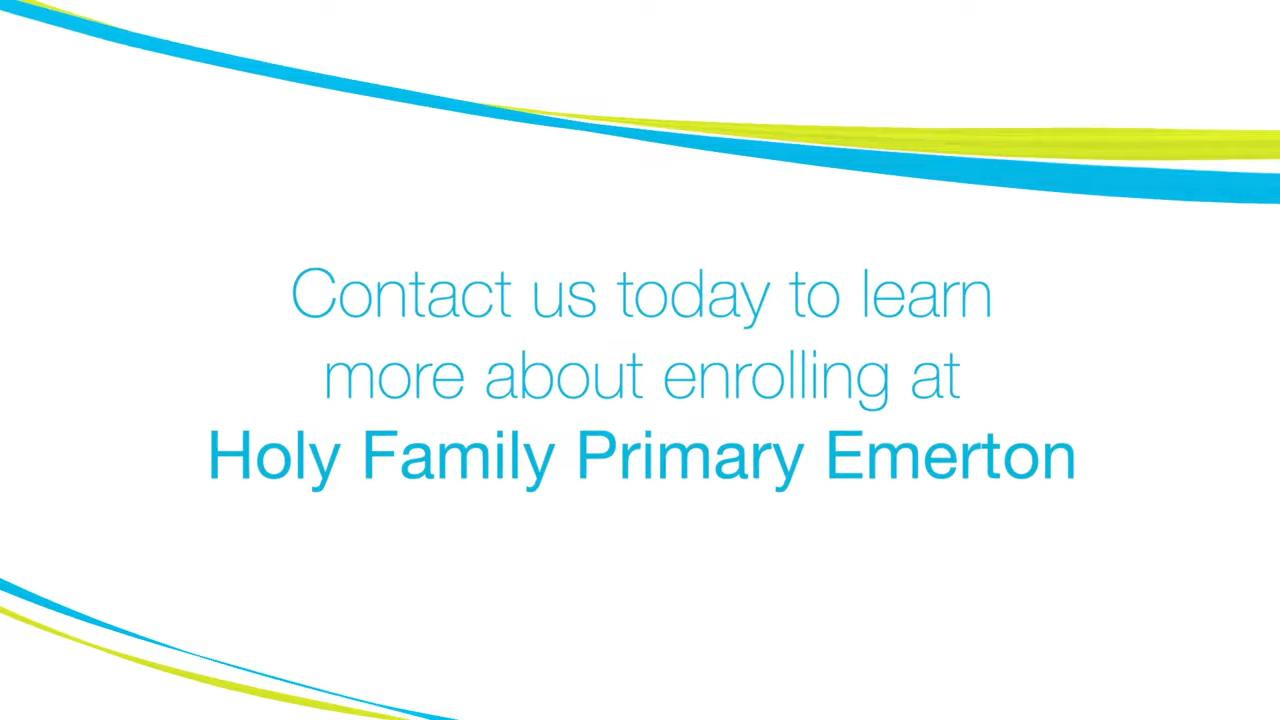 Contact us today to learn
more about enrolling at
Holy Family Primary Emerton